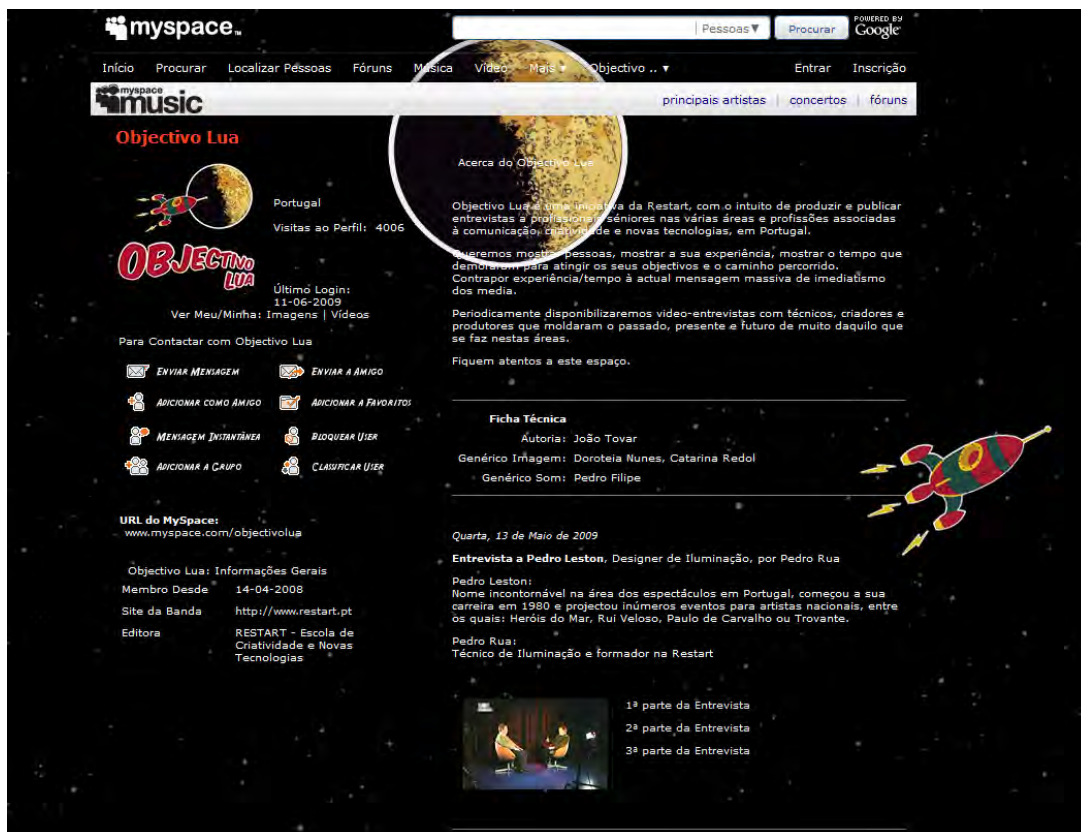 myspace™
Pessoas▼
Procurar
POWERED BY
Google
Início Procurar Localizar Pessoas Fóruns Música Vídeo Mais ▾ Objectivo .. ▾ Entrar Inscrição
myspace
music
principais artistas | concertos | fóruns
Objectivo Lua
Portugal
Visitas ao Perfil: 4006
OBJECTIVO
LUA
Último Login:
11-06-2009
Ver Meu/Minha: Imagens | Vídeos
Para Contactar com Objectivo Lua
ENVIAR MENSAGEM ENVIAR A AMIGO
ADICIONAR COMO AMIGO ADICIONAR A FAVORITOS
MENSAGEM INSTANTÂNEA BLOQUEAR USER
ADICIONAR A GRUPO CLASSIFICAR USER
URL do MySpace:
www.myspace.com/objectivolua
Objectivo Lua: Informações Gerais
Membro Desde 14-04-2008
Site da Banda http://www.restart.pt
Editora RESTART - Escola de
Criatividade e Novas
Tecnologias
Acerca do Objectivo Lua
Objectivo Lua é uma iniciativa da Restart, com o intuito de produzir e publicar
entrevistas a profissionais séniores nas várias áreas e profissões associadas
à comunicação, criatividade e novas tecnologias, em Portugal.
Queremos mostrar pessoas, mostrar a sua experiência, mostrar o tempo que
demoraram para atingir os seus objectivos e o caminho percorrido.
Contrapor experiência/tempo à actual mensagem massiva de imediatismo
dos media.
Periodicamente disponibilizaremos video-entrevistas com técnicos, criadores e
produtores que moldaram o passado, presente e futuro de muito daquilo que
se faz nestas áreas.
Fiquem atentos a este espaço.
Ficha Técnica
Autoria: João Tovar
Genérico Imagem: Doroteia Nunes, Catarina Redol
Genérico Som: Pedro Filipe
Quarta, 13 de Maio de 2009
Entrevista a Pedro Leston, Designer de Iluminação, por Pedro Rua
Pedro Leston:
Nome incontornável na área dos espectáculos em Portugal, começou a sua
carreira em 1980 e projectou inúmeros eventos para artistas nacionais, entre
os quais: Heróis do Mar, Rui Veloso, Paulo de Carvalho ou Trovante.
Pedro Rua:
Técnico de Iluminação e formador na Restart
1ª parte da Entrevista
2ª parte da Entrevista
3ª parte da Entrevista